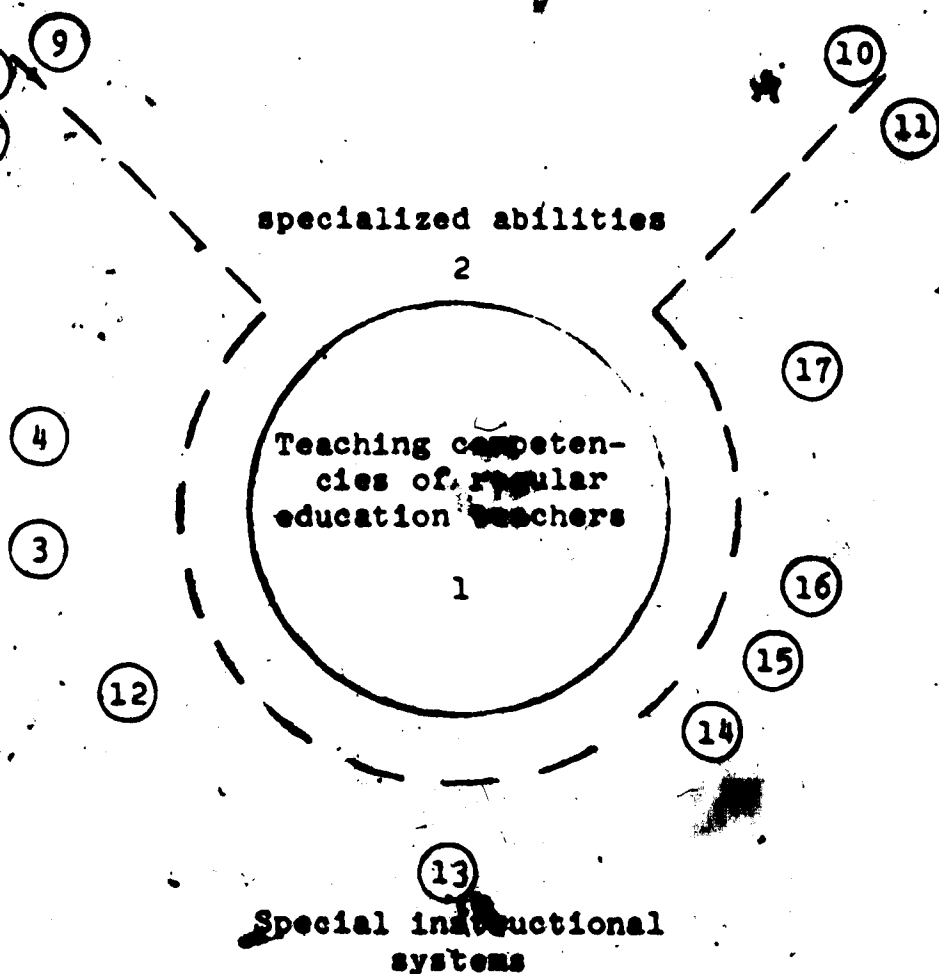 9
10
11
specialized abilities
2
17
4
Teaching competen-
cies of regular
education teachers
3
1
16
15
12
14
13
Special instructional
systems